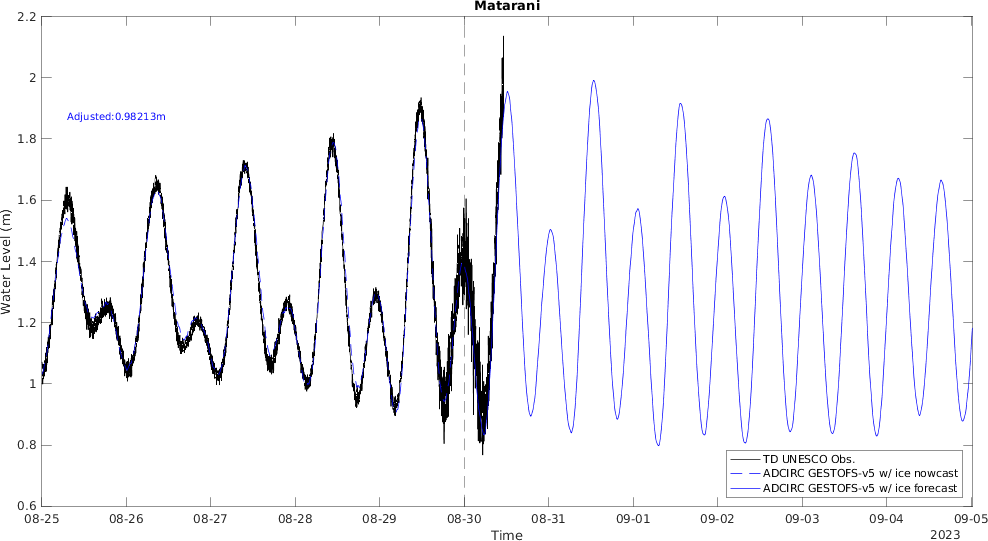 Matarani
2.2
2
1.8
1.6
1.4
1.2
1
0.8
0.6
Water Level (m)
Adjusted:0.98213m
TD UNESCO Obs.
ADCIRC GESTOFS-v5 w/ ice nowcast
ADCIRC GESTOFS-v5 w/ ice forecast
08-25 08-26 08-27 08-28 08-29 08-30 08-31 09-01 09-02 09-03 09-04 09-05
Time
2023